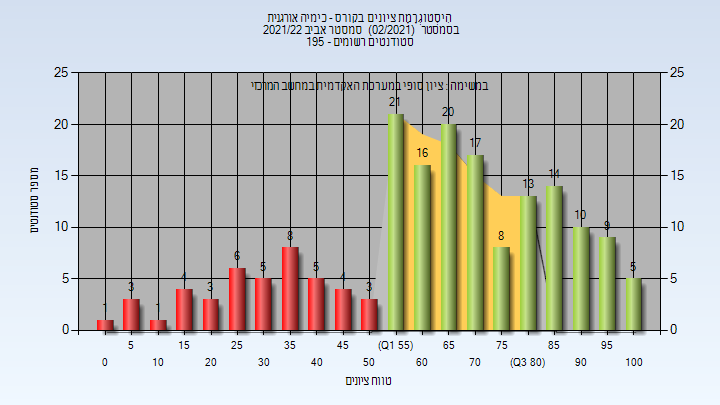 היסטוגרמת ציונים בקורס - כימיה אורגנית
בסמסטר (02/2021) סמסטר אביב 2021/22
סטודנטים רשומים - 195
במשימה : ציון סופי במערכת האקדמית במחשב המרכזי
מספר סטודנטים
25 25
20 20
15 15
10 10
5 5
0 0
1 3 1 4 3 6 5 8 5 4 3 21 16 20 17 8 13 14 10 9 5
5 15 25 35 45 (Q1 55) 65 75 85 95
0 10 20 30 40 50 60 70 (Q3 80) 90 100
טווח ציונים